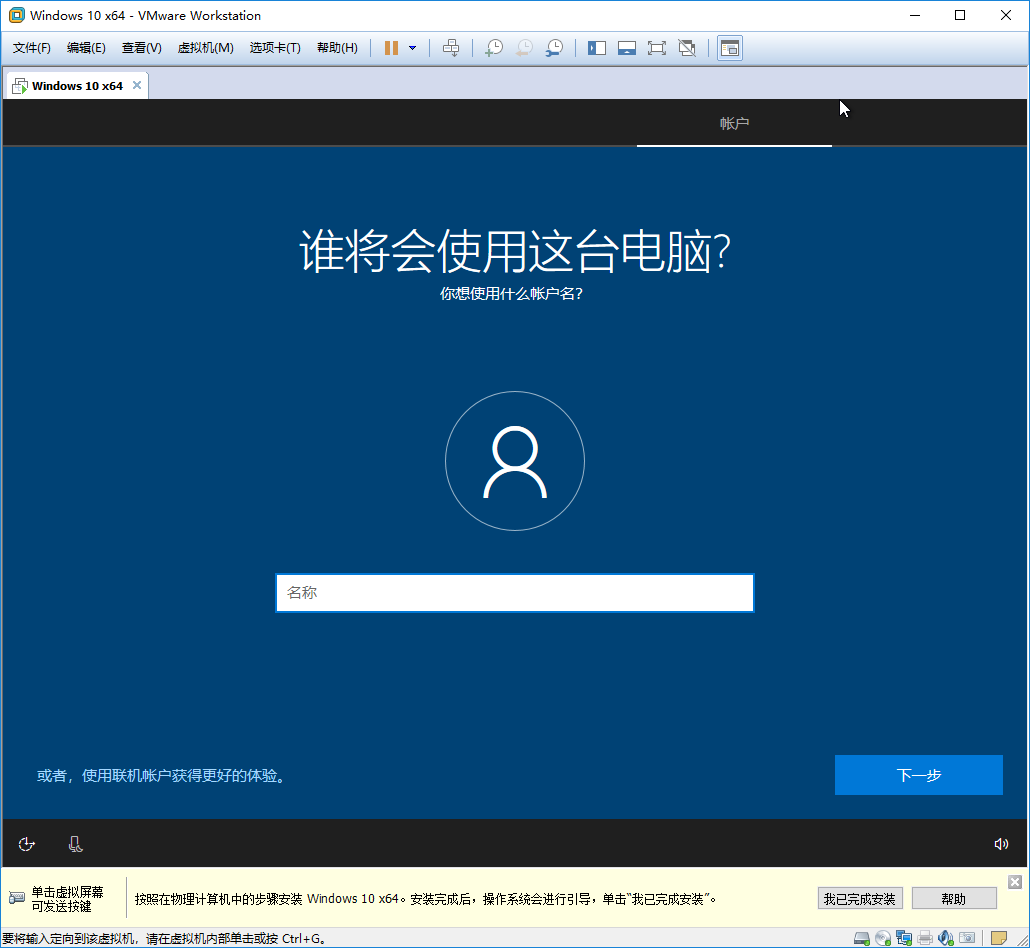 Windows 10 x64 - VMware Workstation
文件(F) 编辑(E) 查看(V) 虚拟机(M) 选项卡(T) 帮助(H)
Windows 10 x64
帐户
谁将会使用这台电脑?
你想使用什么帐户名?
名称
或者，使用联机帐户获得更好的体验。
下一步
单击虚拟屏幕
可发送按键
按照在物理计算机中的步骤安装 Windows 10 x64。安装完成后，操作系统会进行引导，单击“我已完成安装”。
我已完成安装
帮助
要将输入定向到该虚拟机，请在虚拟机内部单击或按 Ctrl+G。